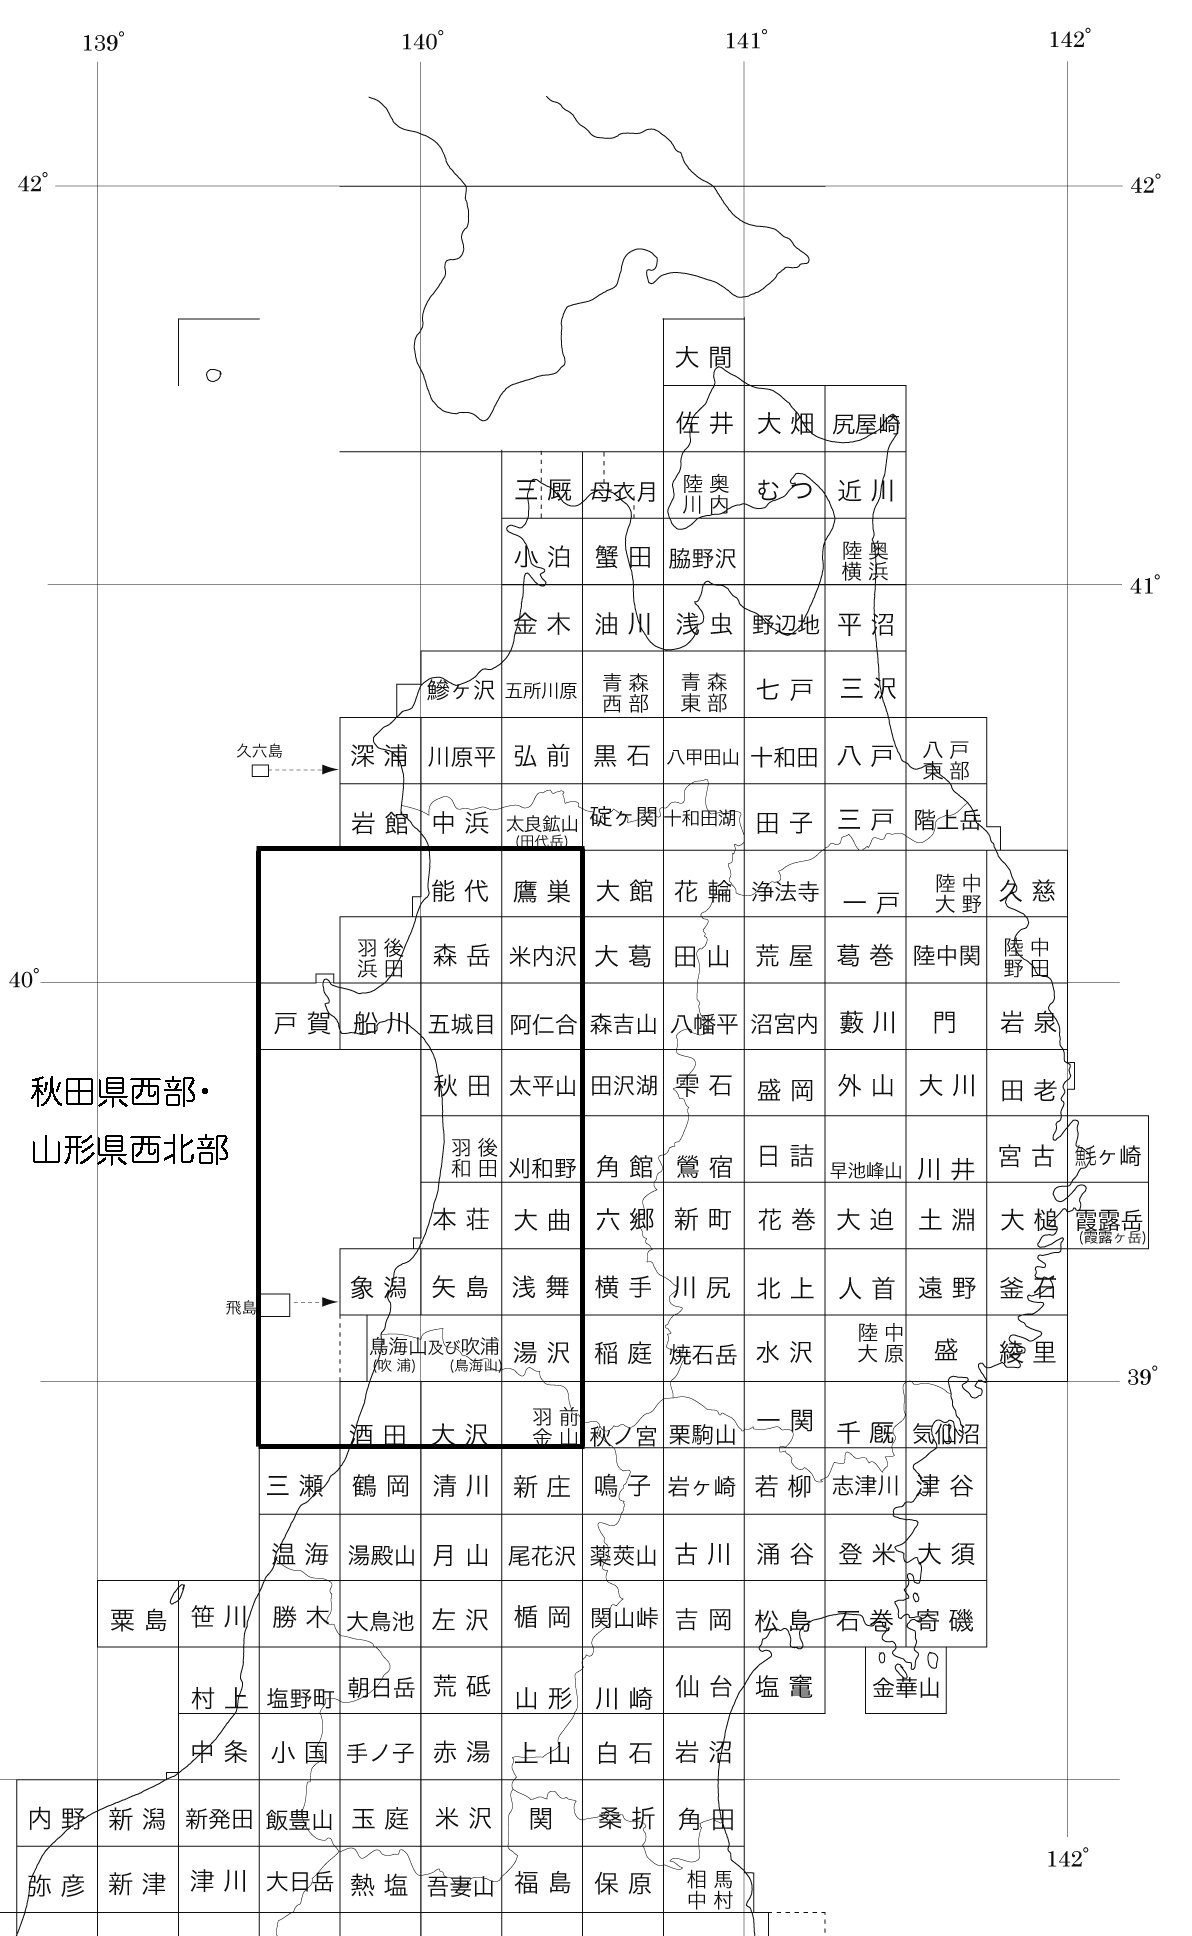 139° 140° 141° 142°
42° 42°
大間
佐井 大畑 尻屋崎
三厩 母衣月 陸奥川内 むつ 近川
小泊 蟹田 脇野沢 陸奥横浜
41°
金木 油川 浅虫 野辺地 平沼
鰺ヶ沢 五所川原 青森西部 青森東部 七戸 三沢
久六島 深浦 川原平 弘前 黒石 八甲田山 十和田 八戸 八戸東部
岩館 中浜 太良鉱山 碇ヶ関 十和田湖 田子 三戸 階上岳
(田代岳)
能代 鷹巣 大館 花輪 浄法寺 一戸 陸中大野 久慈
羽後浜田 森岳 米内沢 大葛 田山 荒屋 葛巻 陸中関 陸中野田
40°
戸賀 船川 五城目 阿仁合 森吉山 八幡平 沼宮内 藪川 門 岩泉
秋田県西部・
山形県西北部
秋田 太平山 田沢湖 雫石 盛岡 外山 大川 田老
羽後和田 刈和野 角館 鶯宿 日詰 早池峰山 川井 宮古 魹ヶ崎
本荘 大曲 六郷 新町 花巻 大迫 土淵 大槌 霞露岳
(霞露ヶ岳)
飛島 象潟 矢島 浅舞 横手 川尻 北上 人首 遠野 釜石
鳥海山及び吹浦 湯沢 稲庭 焼石岳 水沢 陸中大原 盛 綾里
(吹浦) (鳥海山)
39°
酒田 大沢 羽前金山 秋ノ宮 栗駒山 一関 千厩 気仙沼
三瀬 鶴岡 清川 新庄 鳴子 岩ヶ崎 若柳 志津川 津谷
温海 湯殿山 月山 尾花沢 薬莢山 古川 涌谷 登米 大須
粟島 笹川 勝木 大鳥池 左沢 楯岡 関山峠 吉岡 松島 石巻 寄磯
村上 塩野町 朝日岳 荒砥 山形 川崎 仙台 塩竈 金華山
中条 小国 手ノ子 赤湯 上山 白石 岩沼
内野 新潟 新発田 飯豊山 玉庭 米沢 関 桑折 角田
弥彦 新津 津川 大日岳 熱塩 吾妻山 福島 保原 相馬中村
142°